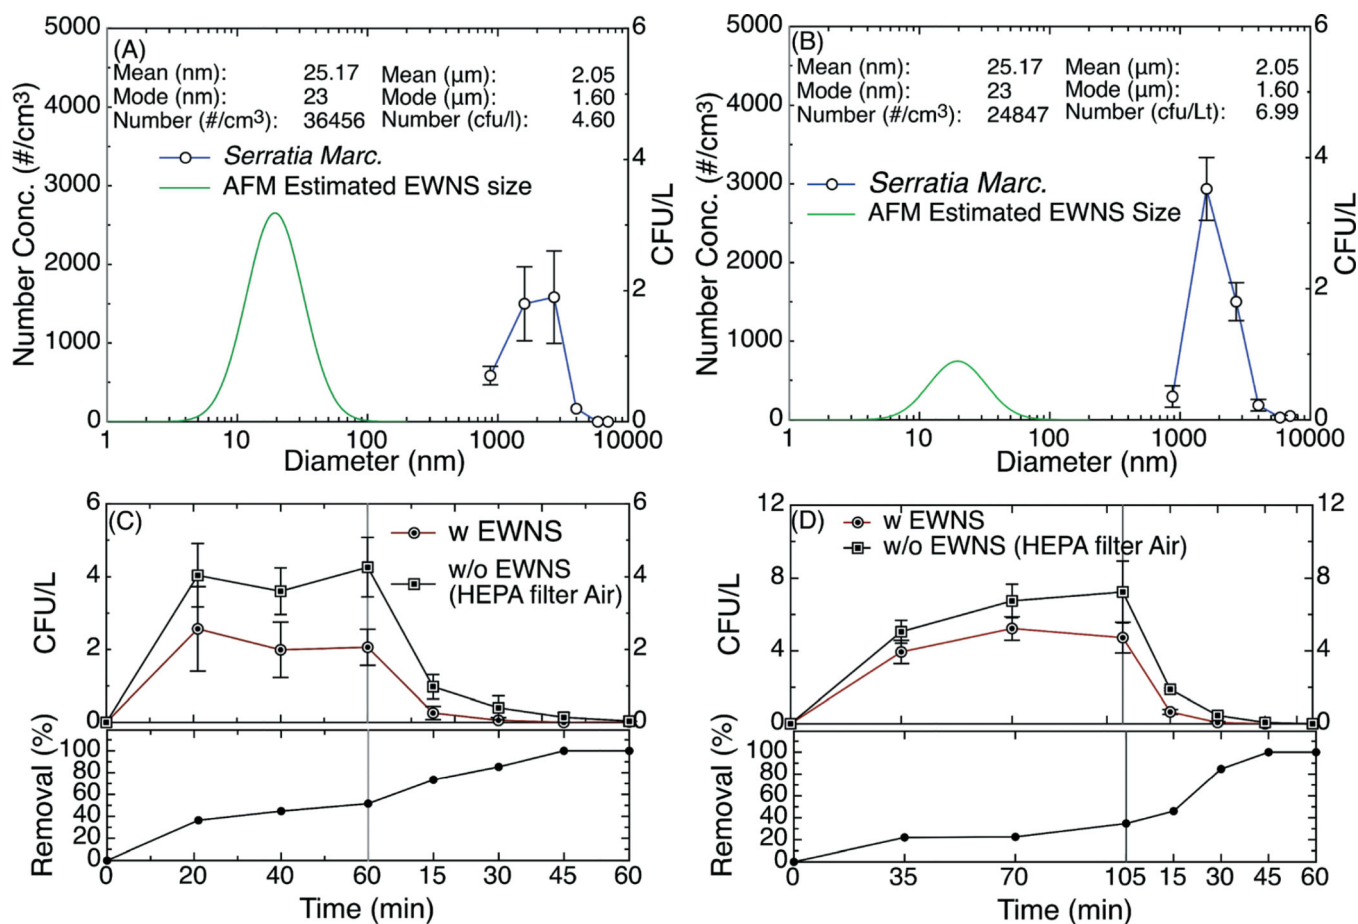 (A)
Mean (nm): 25.17 Mean (µm): 2.05
Mode (nm): 23 Mode (µm): 1.60
Number (#/cm3): 36456 Number (cfu/l): 4.60
Serratia Marc.
AFM Estimated EWNS size
Number Conc. (#/cm3)
5000
4000
3000
2000
1000
0
CFU/L
6
4
2
0
1 10 100 1000 10000
Diameter (nm)
(B)
Mean (nm): 25.17 Mean (µm): 2.05
Mode (nm): 23 Mode (µm): 1.60
Number (#/cm3): 24847 Number (cfu/Lt): 6.99
Serratia Marc.
AFM Estimated EWNS Size
Number Conc. (#/cm3)
5000
4000
3000
2000
1000
0
CFU/L
6
4
2
0
1 10 100 1000 10000
Diameter (nm)
(C)
w EWNS
w/o EWNS
(HEPA filter Air)
CFU/L
6
4
2
0
6
4
2
0
Removal (%)
100
80
60
40
20
0
0 20 40 60 15 30 45 60
Time (min)
(D)
w EWNS
w/o EWNS (HEPA filter Air)
CFU/L
12
8
4
0
12
8
4
0
Removal (%)
100
80
60
40
20
0
0 35 70 105 15 30 45 60
Time (min)